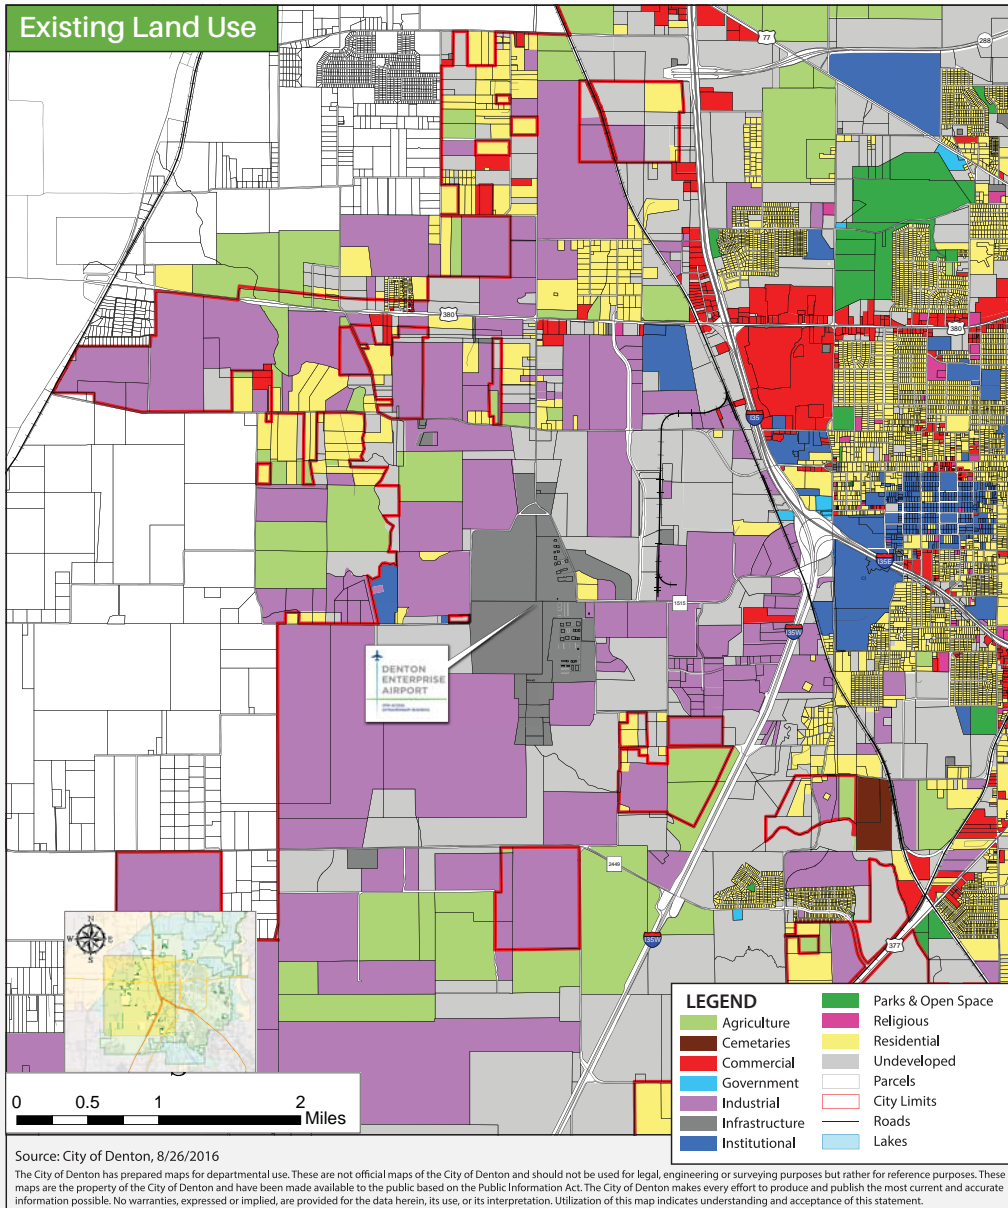 Existing Land Use
77
288
380
380
I35
I35E
1515
I35W
DENTON
ENTERPRISE
AIRPORT
2449
I35W
377
N
W E
S
LEGEND
Agriculture
Cemetaries
Commercial
Government
Industrial
Infrastructure
Institutional
Parks & Open Space
Religious
Residential
Undeveloped
Parcels
City Limits
Roads
Lakes
0 0.5 1 2
Miles
Source: City of Denton, 8/26/2016
The City of Denton has prepared maps for departmental use. These are not official maps of the City of Denton and should not be used for legal, engineering or surveying purposes but rather for reference purposes. These
maps are the property of the City of Denton and have been made available to the public based on the Public Information Act. The City of Denton makes every effort to produce and publish the most current and accurate
information possible. No warranties, expressed or implied, are provided for the data herein, its use, or its interpretation. Utilization of this map indicates understanding and acceptance of this statement.